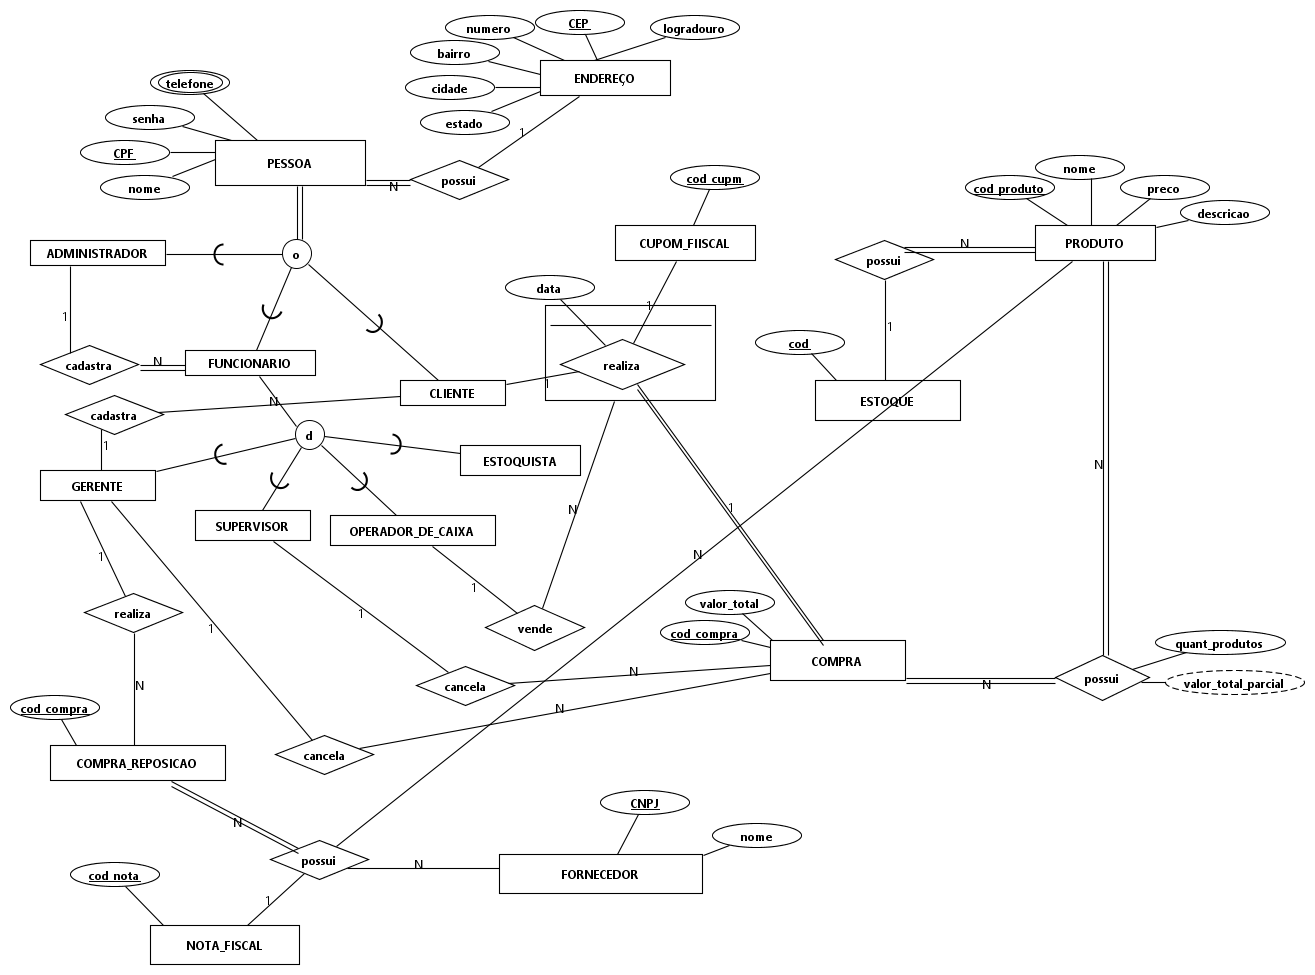 CEP
numero
logradouro
bairro
ENDEREÇO
telefone
cidade
senha
estado
1
CPF
PESSOA
nome
possui
N
cod_cupm
nome
cod_produto
preco
descricao
CUPOM_FIISCAL
PRODUTO
N
ADMINISTRADOR
o
possui
data
1
1
1
cod
N
FUNCIONARIO
cadastra
realiza
1
CLIENTE
N
ESTOQUE
cadastra
d
1
ESTOQUISTA
N
GERENTE
N
1
SUPERVISOR
OPERADOR_DE_CAIXA
1
N
1
valor_total
realiza
1
1
vende
cod_compra
quant_produtos
COMPRA
N
possui
N
cancela
N
valor_total_parcial
cod_compra
N
cancela
COMPRA_REPOSICAO
CNPJ
N
nome
possui
N
cod_nota
FORNECEDOR
1
NOTA_FISCAL